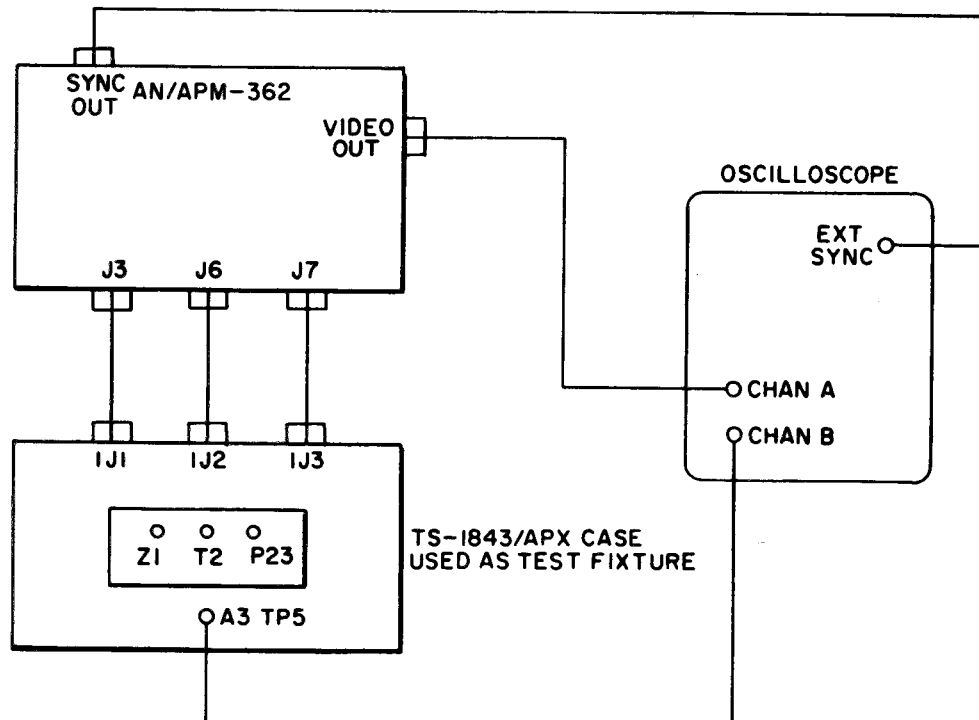 SYNC
OUT
AN/APM-362
VIDEO
OUT
J3 J6 J7
OSCILLOSCOPE
EXT
SYNC
CHAN A
CHAN B
1J1 1J2 1J3
Z1 T2 P23
A3 TP5
TS-1843/APX CASE
USED AS TEST FIXTURE